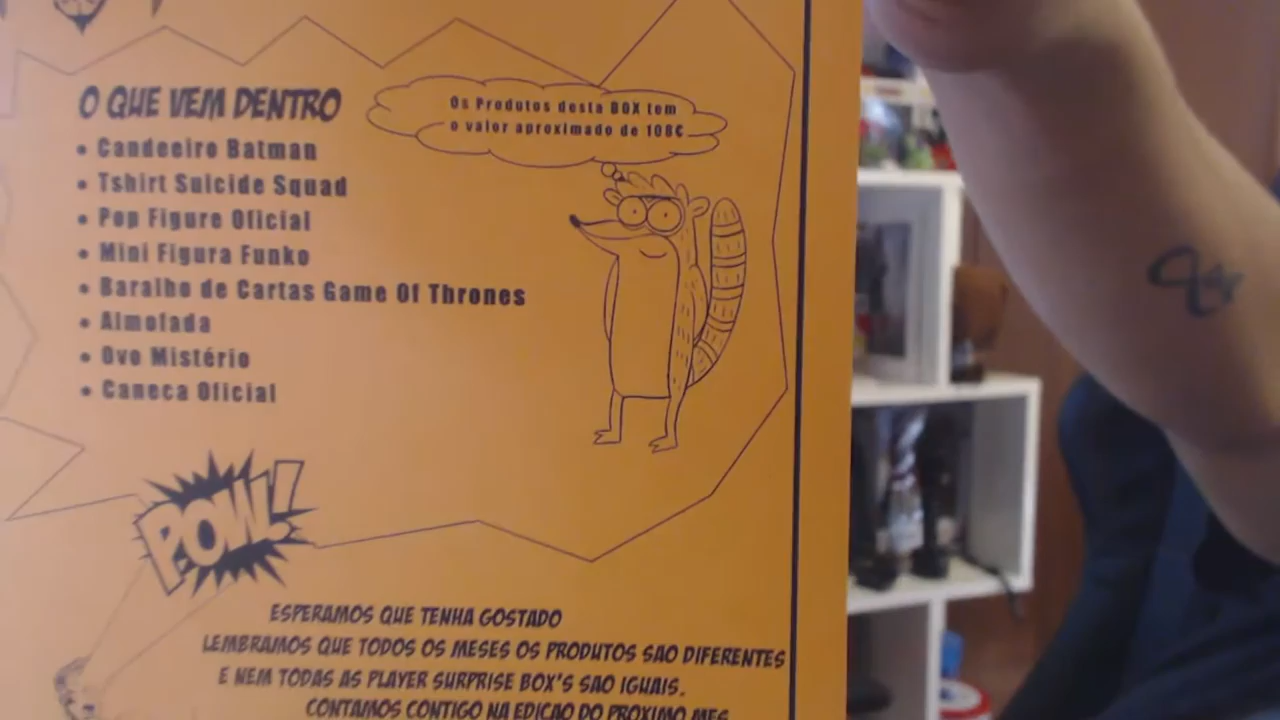 O QUE VEM DENTRO
Os Produtos desta BOX tem
o valor aproximado de 108€
• Candeeiro Batman
• Tshirt Suicide Squad
• Pop Figure Oficial
• Mini Figura Funko
• Baralho de Cartas Game Of Thrones
• Almofada
• Ovo Mistério
• Caneca Oficial
POW!
ESPERAMOS QUE TENHA GOSTADO
LEMBRAMOS QUE TODOS OS MESES OS PRODUTOS SAO DIFERENTES
E NEM TODAS AS PLAYER SURPRISE BOX'S SAO IGUAIS.
CONTAMOS CONTIGO NA EDICAO DO PROXIMO MES